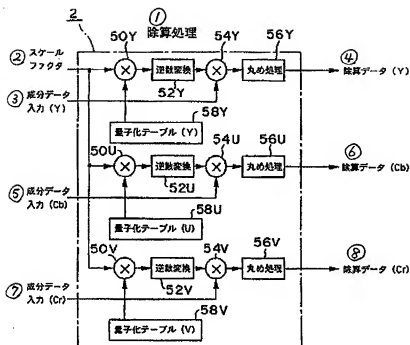 ①
除算処理
2
50Y
54Y
56Y
② スケール
ファクタ
逆数変換
丸め処理
④
除算データ (Y)
52Y
③ 成分データ
入力 (Y)
58Y
量子化テーブル (Y)
50U
54U
56U
⑥
逆数変換
丸め処理
除算データ (Cb)
52U
⑤ 成分データ
入力 (Cb)
58U
量子化テーブル (U)
50V
54V
56V
⑧
逆数変換
丸め処理
除算データ (Cr)
52V
⑦ 成分データ
入力 (Cr)
58V
量子化テーブル (V)